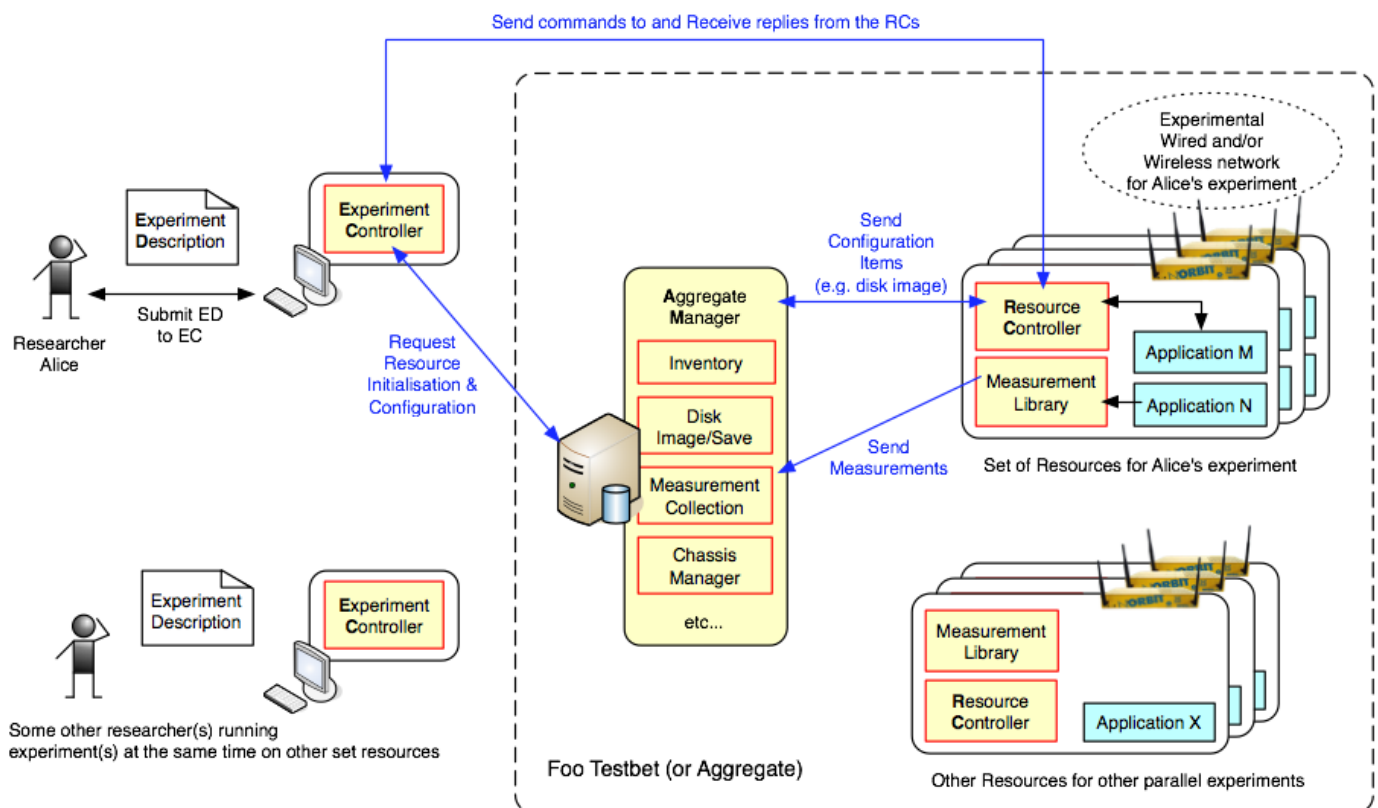 Send commands to and Receive replies from the RCs
Experimental
Wired and/or
Wireless network
for Alice's experiment
Experiment
Description
Experiment
Controller
Submit ED
to EC
Researcher
Alice
Request
Resource
Initialisation &
Configuration
Send
Configuration
Items
(e.g. disk image)
Aggregate
Manager
Inventory
Disk
Image/Save
Measurement
Collection
Chassis
Manager
etc...
Send
Measurements
ORBIT
Resource
Controller
Measurement
Library
Application M
Application N
Set of Resources for Alice's experiment
Experiment
Description
Experiment
Controller
Some other researcher(s) running
experiment(s) at the same time on other set resources
ORBIT
Measurement
Library
Resource
Controller
Application X
Other Resources for other parallel experiments
Foo Testbet (or Aggregate)